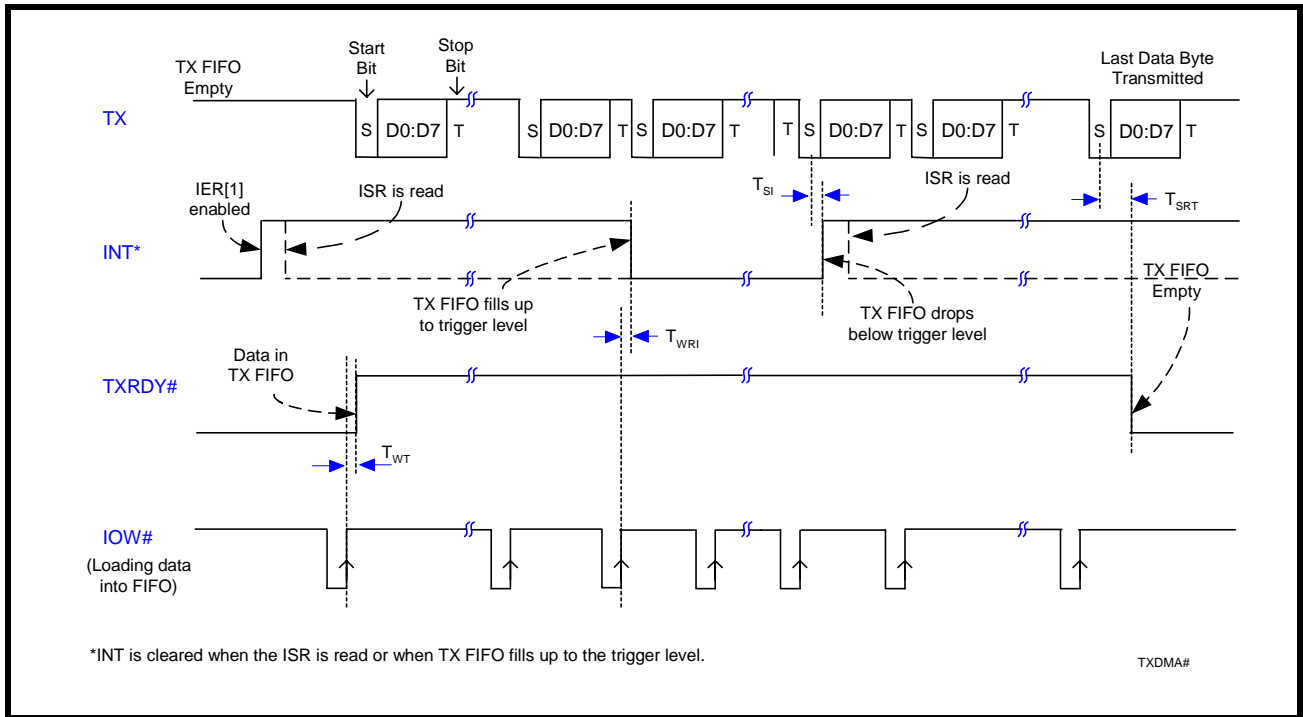 Start
Bit
Stop
Bit
TX FIFO
Empty
Last Data Byte
Transmitted
TX
S D0:D7 T S D0:D7 T S D0:D7 T T S D0:D7 T S D0:D7 T S D0:D7 T
IER[1]
enabled
ISR is read
TSI
ISR is read
TSRT
INT*
TX FIFO fills up
to trigger level
TX FIFO drops
below trigger level
TX FIFO
Empty
TWRI
Data in
TX FIFO
TXRDY#
TWT
IOW#
(Loading data
into FIFO)
*INT is cleared when the ISR is read or when TX FIFO fills up to the trigger level.
TXDMA#